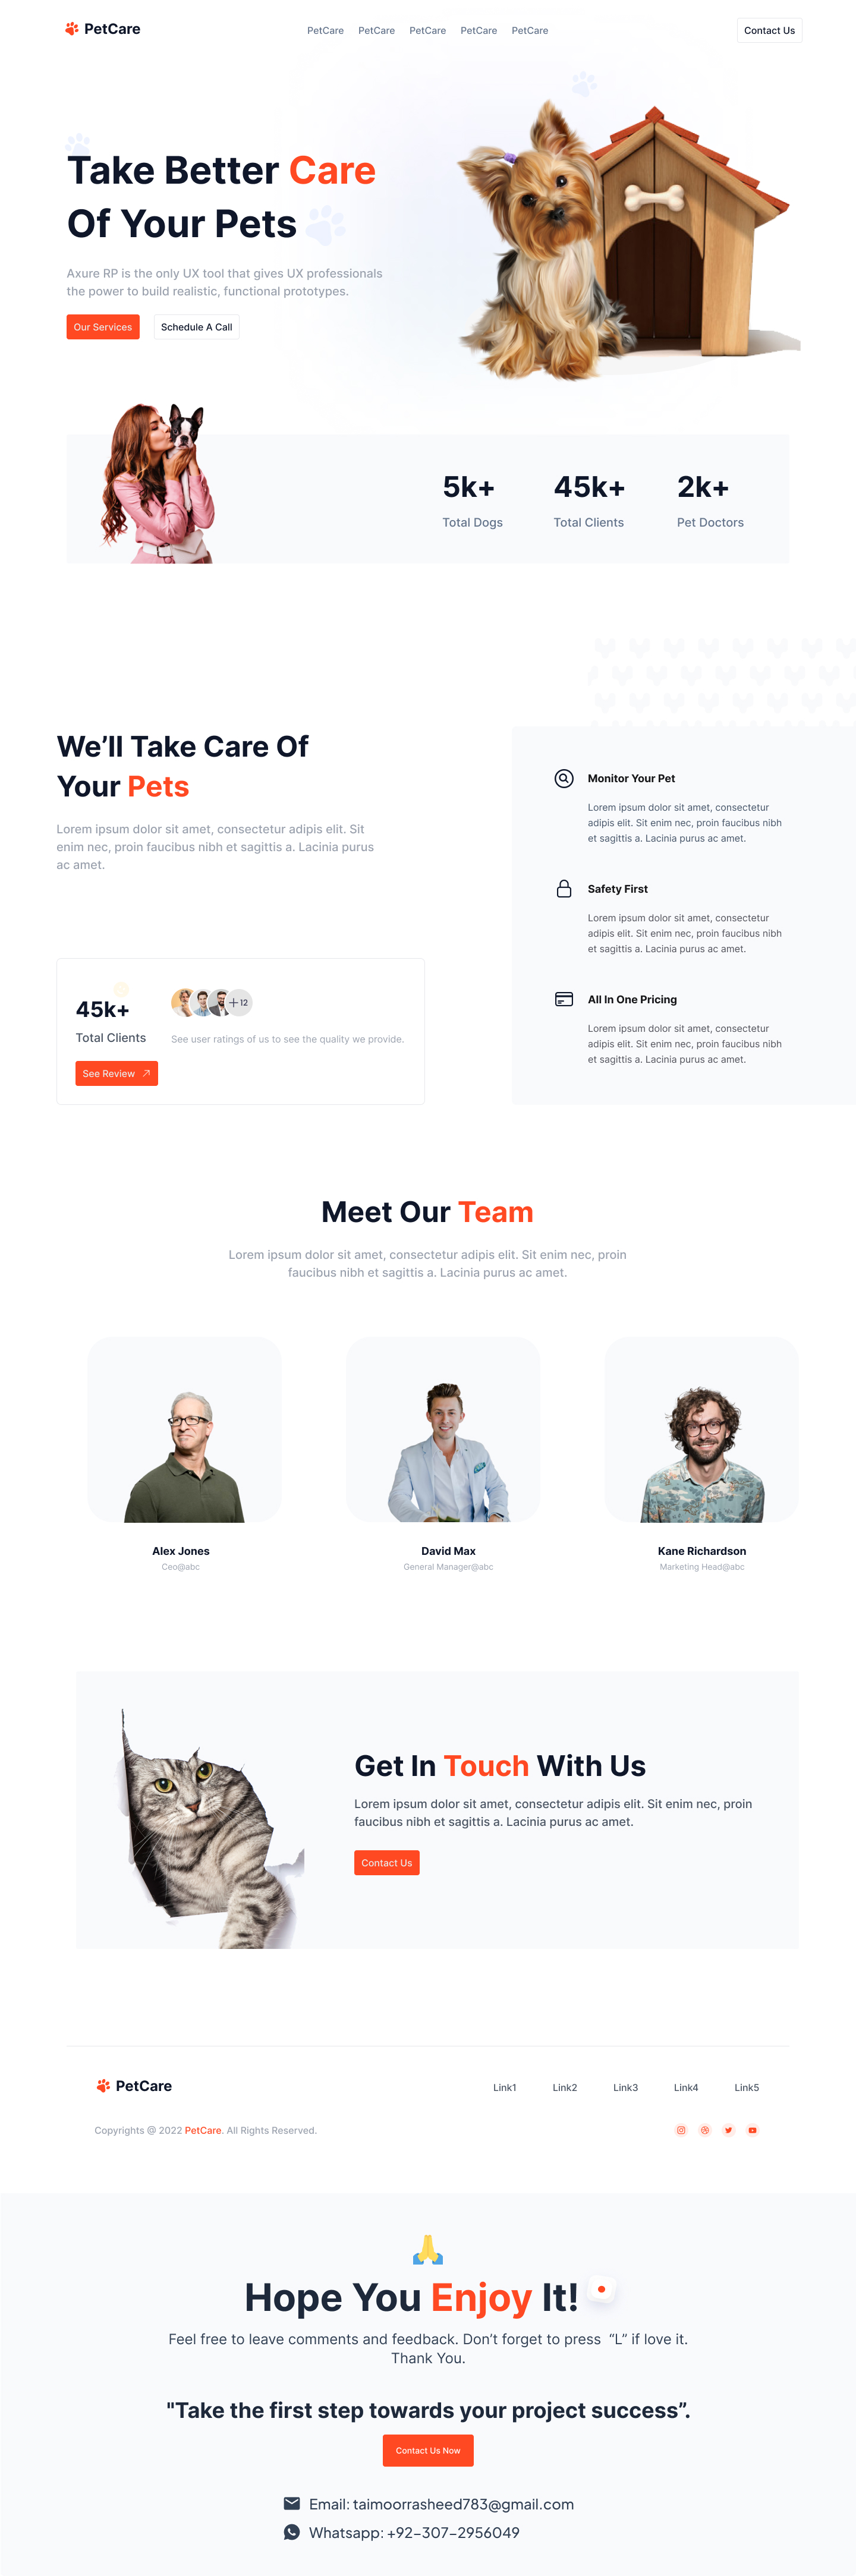 PetCare
PetCare PetCare PetCare PetCare PetCare
Contact Us
Take Better Care
Of Your Pets
Axure RP is the only UX tool that gives UX professionals
the power to build realistic, functional prototypes.
Our Services
Schedule A Call
5k+
Total Dogs
45k+
Total Clients
2k+
Pet Doctors
We’ll Take Care Of
Your Pets
Lorem ipsum dolor sit amet, consectetur adipis elit. Sit
enim nec, proin faucibus nibh et sagittis a. Lacinia purus
ac amet.
45k+
Total Clients
See Review
+12
See user ratings of us to see the quality we provide.
Monitor Your Pet
Lorem ipsum dolor sit amet, consectetur
adipis elit. Sit enim nec, proin faucibus nibh
et sagittis a. Lacinia purus ac amet.
Safety First
Lorem ipsum dolor sit amet, consectetur
adipis elit. Sit enim nec, proin faucibus nibh
et sagittis a. Lacinia purus ac amet.
All In One Pricing
Lorem ipsum dolor sit amet, consectetur
adipis elit. Sit enim nec, proin faucibus nibh
et sagittis a. Lacinia purus ac amet.
Meet Our Team
Lorem ipsum dolor sit amet, consectetur adipis elit. Sit enim nec, proin
faucibus nibh et sagittis a. Lacinia purus ac amet.
Alex Jones
Ceo@abc
David Max
General Manager@abc
Kane Richardson
Marketing Head@abc
Get In Touch With Us
Lorem ipsum dolor sit amet, consectetur adipis elit. Sit enim nec, proin
faucibus nibh et sagittis a. Lacinia purus ac amet.
Contact Us
PetCare
Link1 Link2 Link3 Link4 Link5
Copyrights @ 2022 PetCare. All Rights Reserved.
Hope You Enjoy It!
Feel free to leave comments and feedback. Don’t forget to press “L” if love it.
Thank You.
"Take the first step towards your project success”.
Contact Us Now
Email: taimoorrasheed783@gmail.com
Whatsapp: +92-307-2956049